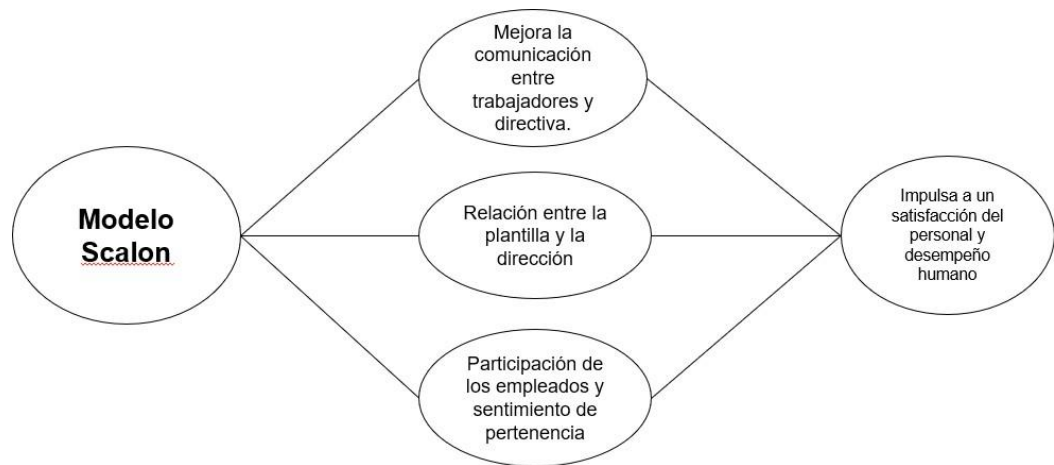 Mejora la
comunicación
entre
trabajadores y
directiva.
Modelo
Scalon
Relación entre la
plantilla y la
dirección
Impulsa a un
satisfacción del
personal y
desempeño
humano
Participación de
los empleados y
sentimiento de
pertenencia